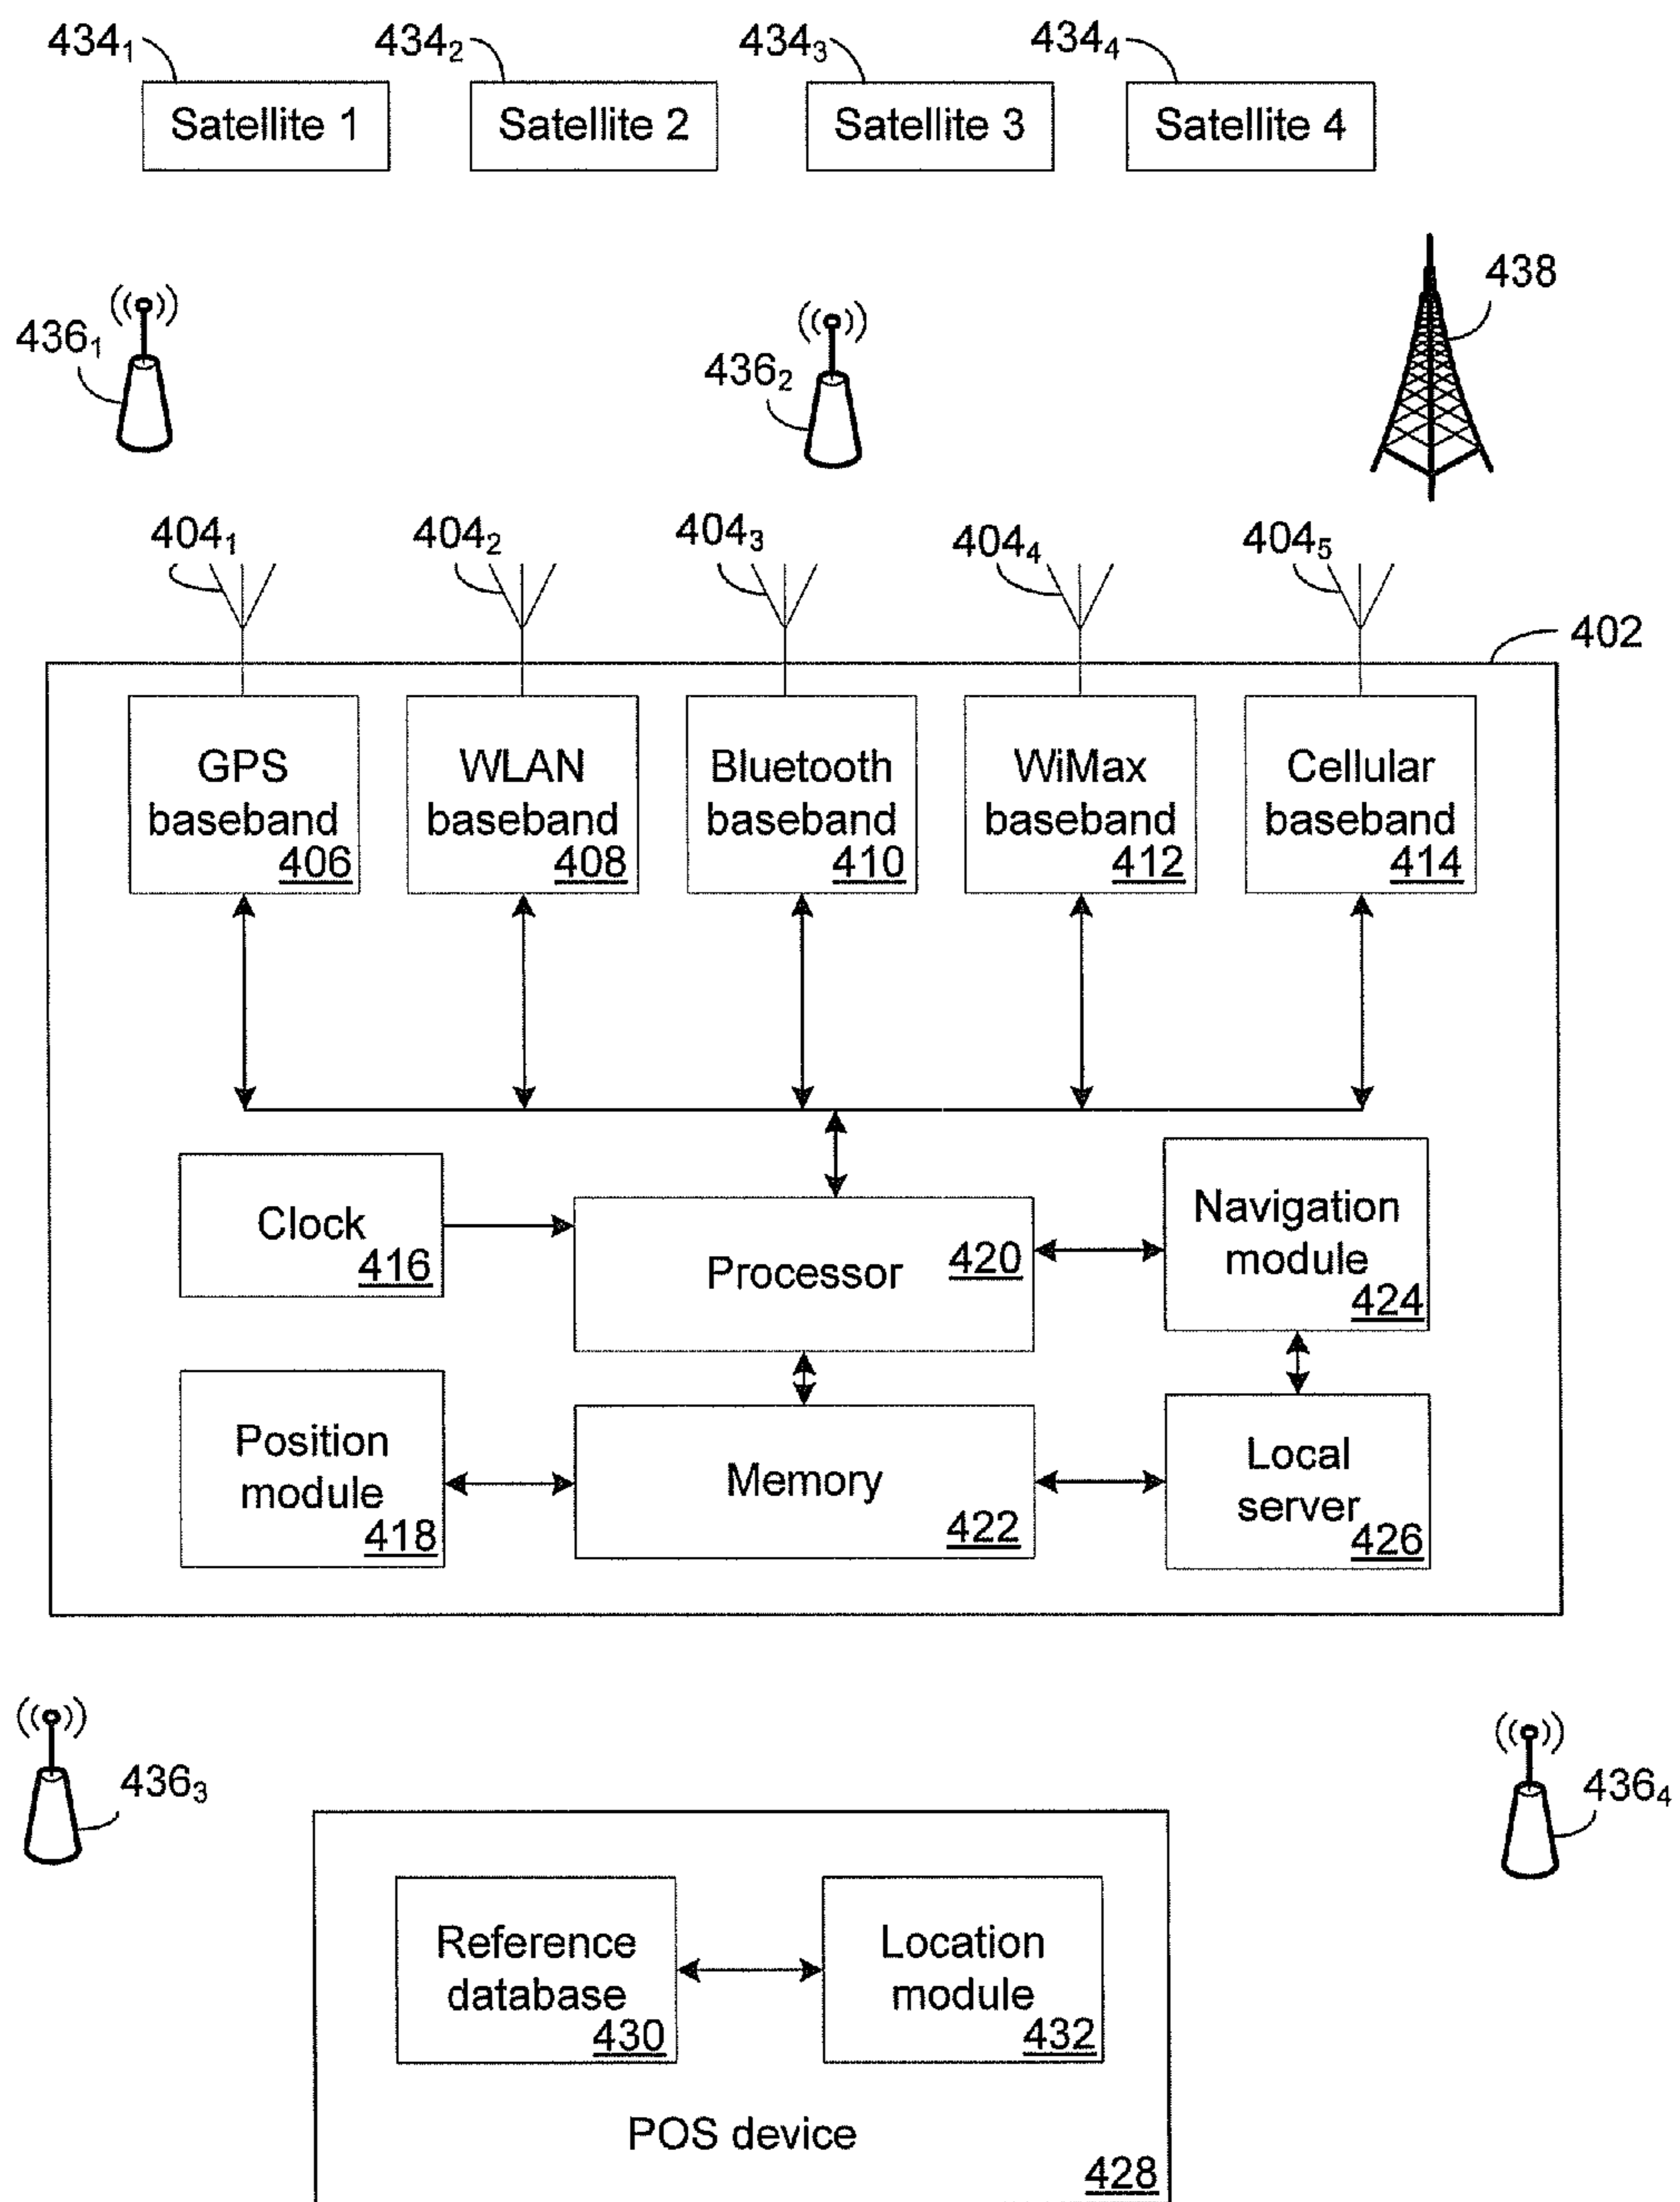 434₁ 434₂ 434₃ 434₄
Satellite 1 Satellite 2 Satellite 3 Satellite 4
438
436₁
436₂
404₁ 404₂ 404₃ 404₄ 404₅
402
GPS
baseband
406
WLAN
baseband
408
Bluetooth
baseband
410
WiMax
baseband
412
Cellular
baseband
414
Clock
416
Processor
420
Navigation
module
424
Position
module
418
Memory
422
Local
server
426
436₃
436₄
Reference
database
430
Location
module
432
POS device
428